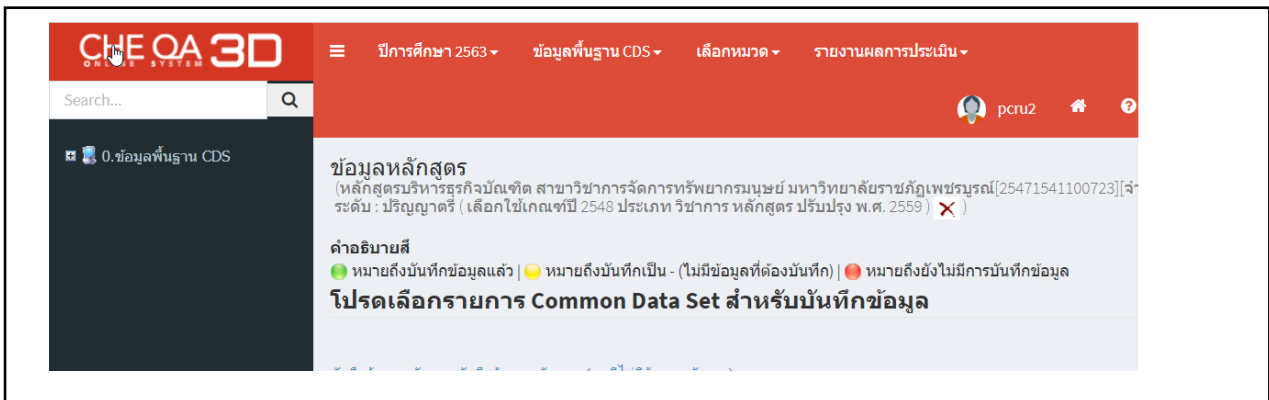 CHE QA 3D
ONLINE SYSTEM
ปีการศึกษา 2563 ข้อมูลพื้นฐาน CDS เลือกหมวด รายงานผลการประเมิน
Search...
pcru2
0.ข้อมูลพื้นฐาน CDS
ข้อมูลหลักสูตร
(หลักสูตรบริหารธุรกิจบัณฑิต สาขาวิชาการจัดการทรัพยากรมนุษย์ มหาวิทยาลัยราชภัฏเพชรบูรณ์[25471541100723][จำ
ระดับ : ปริญญาตรี ( เลือกใช้เกณฑ์ปี 2548 ประเภท วิชาการ หลักสูตร ปรับปรุง พ.ศ. 2559 ) )
คำอธิบายสี
หมายถึงบันทึกข้อมูลแล้ว | หมายถึงบันทึกเป็น - (ไม่มีข้อมูลที่ต้องบันทึก) | หมายถึงยังไม่มีการบันทึกข้อมูล
โปรดเลือกรายการ Common Data Set สำหรับบันทึกข้อมูล